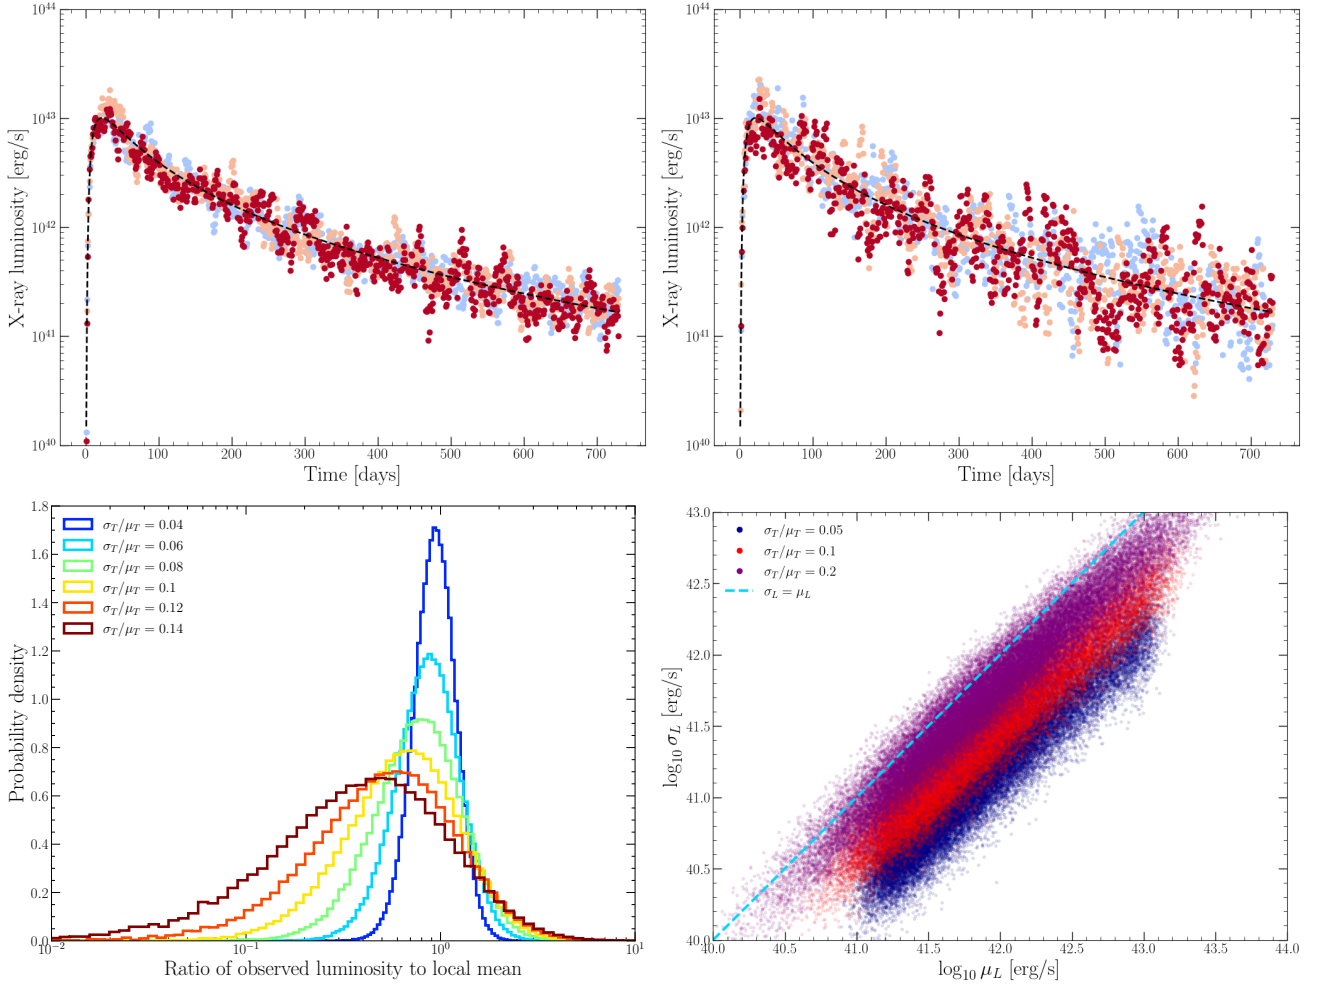 10^44
10^43
10^42
10^41
10^40
X-ray luminosity [erg/s]
0 100 200 300 400 500 600 700
Time [days]
10^44
10^43
10^42
10^41
10^40
X-ray luminosity [erg/s]
0 100 200 300 400 500 600 700
Time [days]
1.8
1.6
1.4
1.2
1.0
0.8
0.6
0.4
0.2
0.0
Probability density
σ_T/μ_T = 0.04
σ_T/μ_T = 0.06
σ_T/μ_T = 0.08
σ_T/μ_T = 0.1
σ_T/μ_T = 0.12
σ_T/μ_T = 0.14
10^−2 10^−1 10^0 10^1
Ratio of observed luminosity to local mean
43.0
42.5
42.0
41.5
41.0
40.5
40.0
log_10 σ_L [erg/s]
σ_T/μ_T = 0.05
σ_T/μ_T = 0.1
σ_T/μ_T = 0.2
σ_L = μ_L
40.0 40.5 41.0 41.5 42.0 42.5 43.0 43.5 44.0
log_10 μ_L [erg/s]